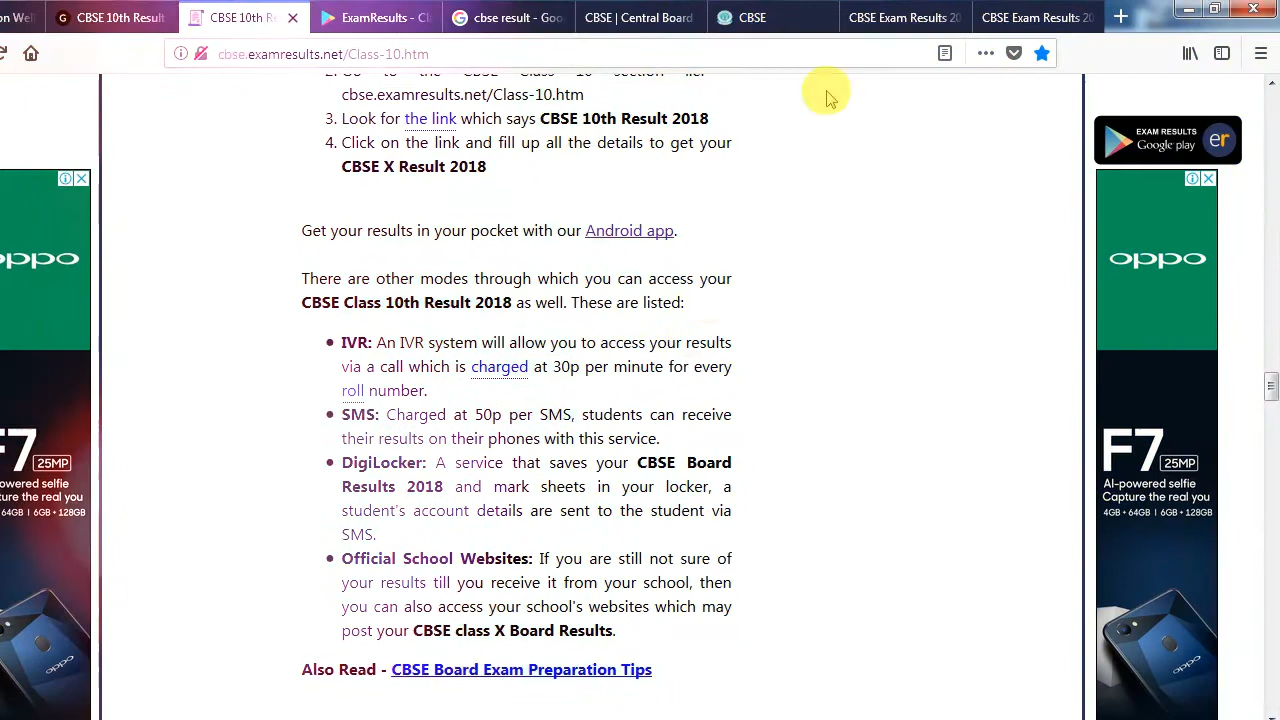 on Wel
CBSE 10th Result
CBSE 10th R
ExamResults - Cl
cbse result - Goo
CBSE | Central Board
CBSE
CBSE Exam Results 20
CBSE Exam Results 20
cbse.examresults.net/Class-10.htm
cbse.examresults.net/Class-10.htm
3. Look for the link which says CBSE 10th Result 2018
4. Click on the link and fill up all the details to get your
CBSE X Result 2018
Get your results in your pocket with our Android app.
There are other modes through which you can access your
CBSE Class 10th Result 2018 as well. These are listed:
• IVR: An IVR system will allow you to access your results
via a call which is charged at 30p per minute for every
roll number.
• SMS: Charged at 50p per SMS, students can receive
their results on their phones with this service.
• DigiLocker: A service that saves your CBSE Board
Results 2018 and mark sheets in your locker, a
student's account details are sent to the student via
SMS.
• Official School Websites: If you are still not sure of
your results till you receive it from your school, then
you can also access your school's websites which may
post your CBSE class X Board Results.
Also Read - CBSE Board Exam Preparation Tips
oppo
F7
25MP
owered selfie
ture the real you
64GB | 6GB + 128GB
oppo
EXAM RESULTS
Google play
er
oppo
F7
25MP
AI-powered selfie
Capture the real you
4GB + 64GB | 6GB + 128GB
oppo